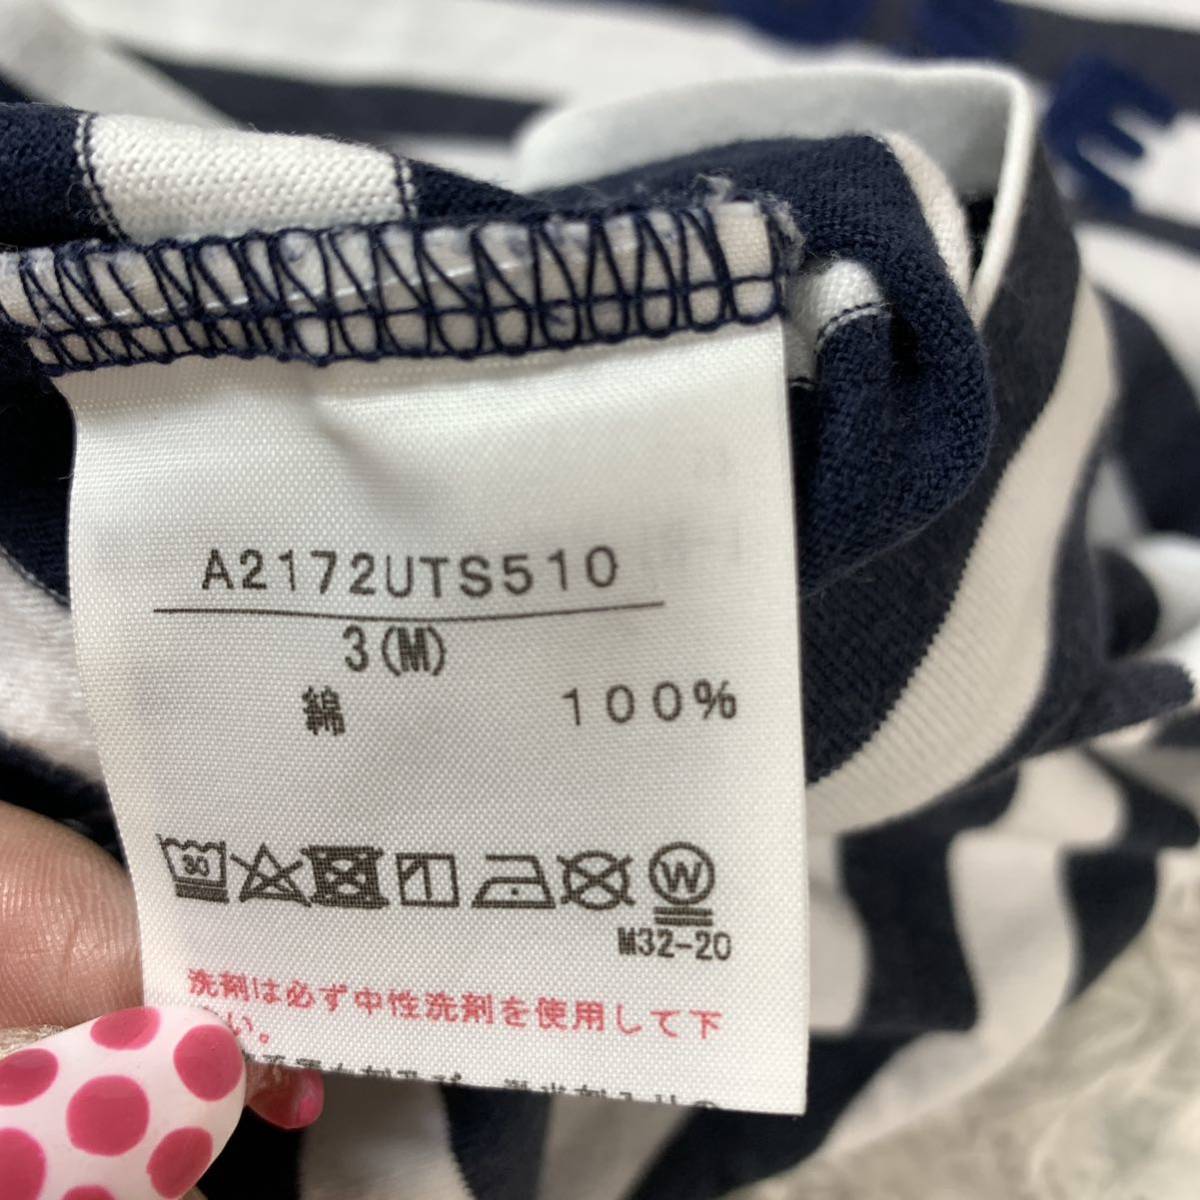 A2172UTS510
3(M)
綿 100%
30
W
M32-20
洗剤は必ず中性洗剤を使用して下
い。